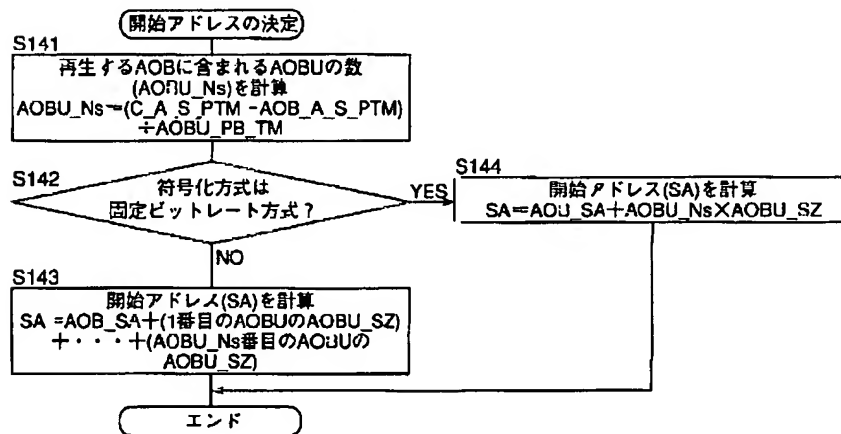 開始アドレスの決定
S141
再生するAOBに含まれるAOBUの数
(AOBU_Ns)を計算
AOBU_Ns=(C_A_S_PTM -AOB_A_S_PTM)
÷AOBU_PB_TM
S142
符号化方式は
固定ビットレート方式?
YES
S144
開始アドレス(SA)を計算
SA=AOB_SA+AOBU_Ns×AOBU_SZ
NO
S143
開始アドレス(SA)を計算
SA =AOB_SA+(1番目のAOBUのAOBU_SZ)
+・・・+(AOBU_Ns番目のAOBUの
AOBU_SZ)
エンド